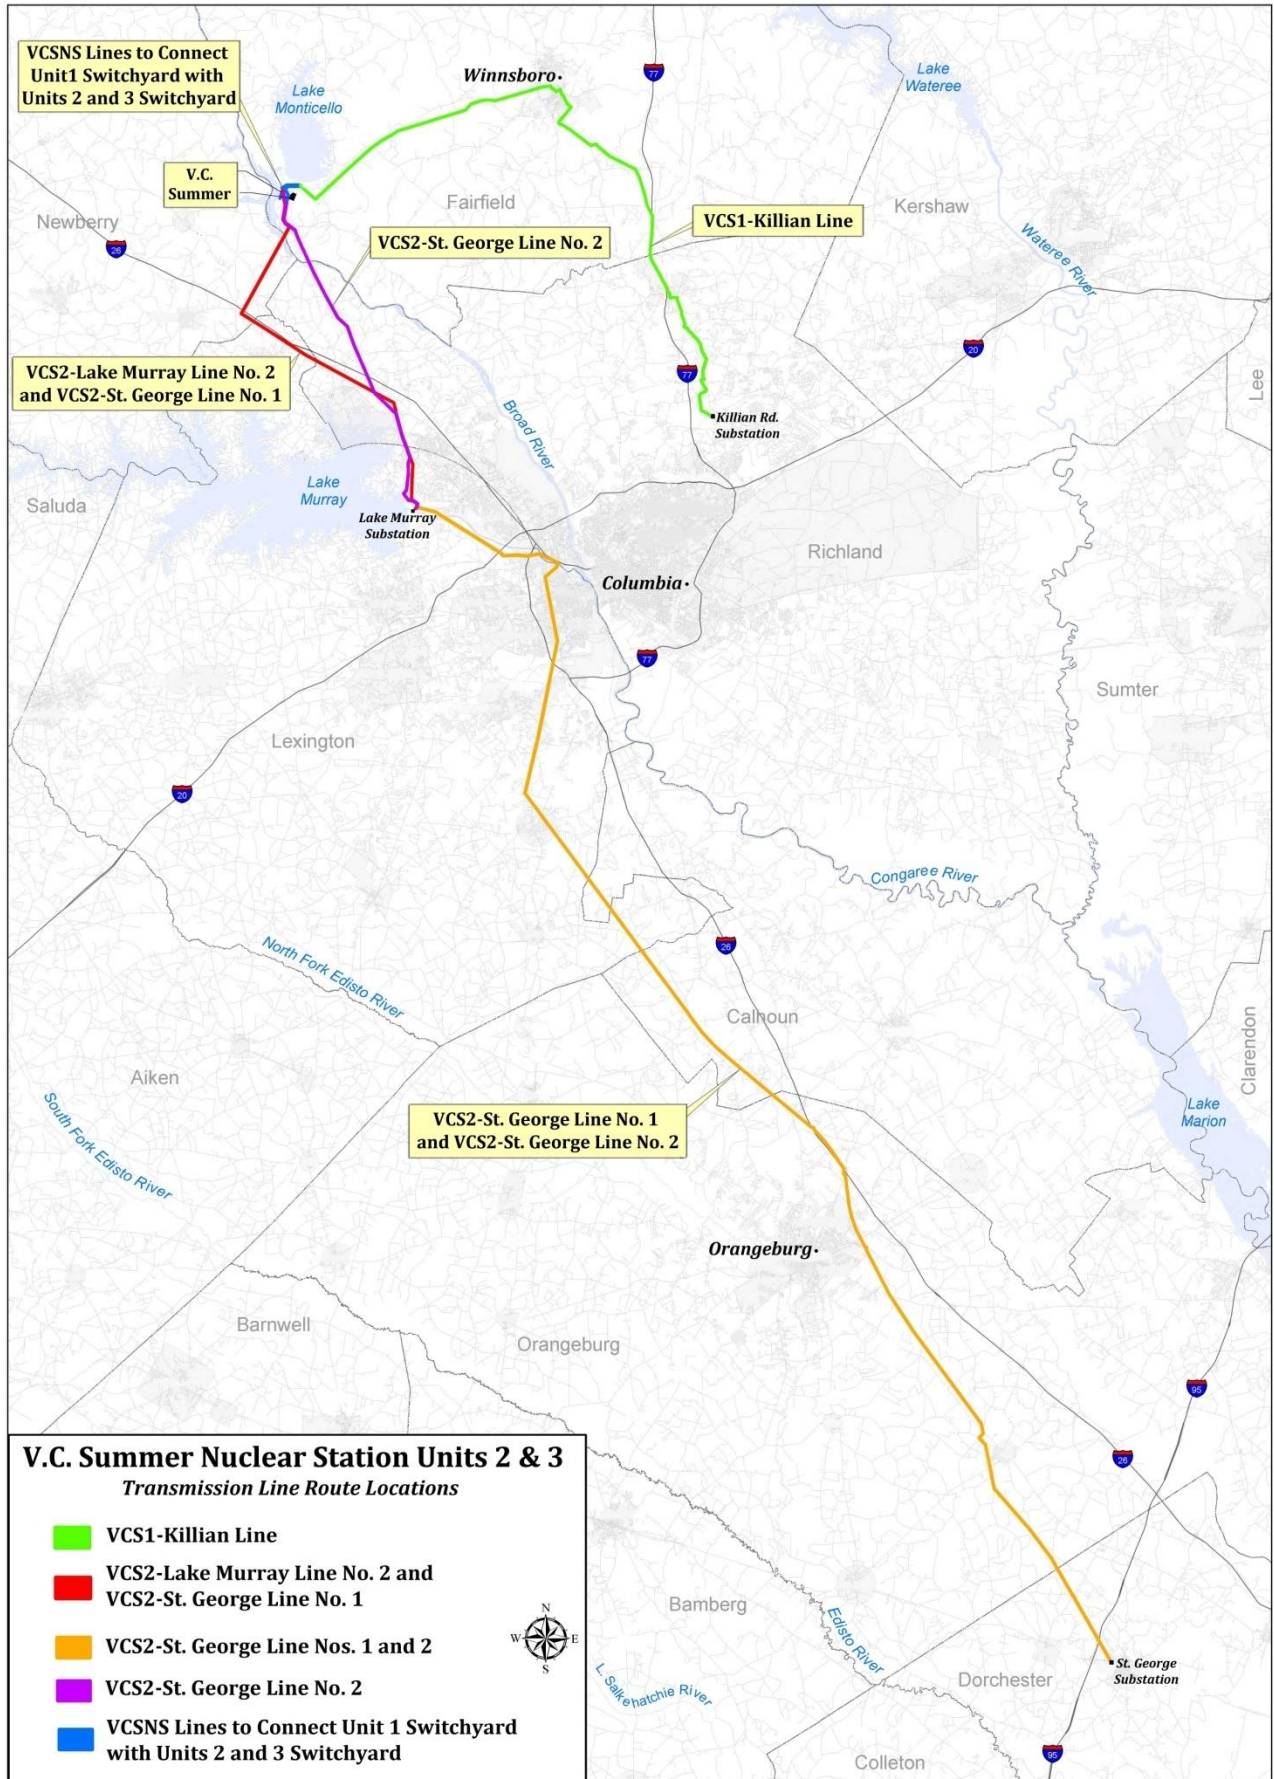 VCSNS Lines to Connect
Unit1 Switchyard with
Units 2 and 3 Switchyard
Lake
Monticello
Winnsboro
77
Lake
Wateree
V.C.
Summer
Newberry
26
Fairfield
Kershaw
VCS1-Killian Line
VCS2-St. George Line No. 2
Wateree River
VCS2-Lake Murray Line No. 2
and VCS2-St. George Line No. 1
20
77
Lee
Broad River
Killian Rd.
Substation
Saluda
Lake
Murray
Lake Murray
Substation
Richland
Columbia
77
Sumter
Lexington
20
Congaree River
26
North Fork Edisto River
Calhoun
Clarendon
Aiken
South Fork Edisto River
Lake
Marion
VCS2-St. George Line No. 1
and VCS2-St. George Line No. 2
Orangeburg
Barnwell
Orangeburg
95
26
V.C. Summer Nuclear Station Units 2 & 3
Transmission Line Route Locations
VCS1-Killian Line
VCS2-Lake Murray Line No. 2 and
VCS2-St. George Line No. 1
VCS2-St. George Line Nos. 1 and 2
VCS2-St. George Line No. 2
VCSNS Lines to Connect Unit 1 Switchyard
with Units 2 and 3 Switchyard
N
W E
S
Bamberg
Edisto River
L. Salkehatchie River
Dorchester
St. George
Substation
95
Colleton